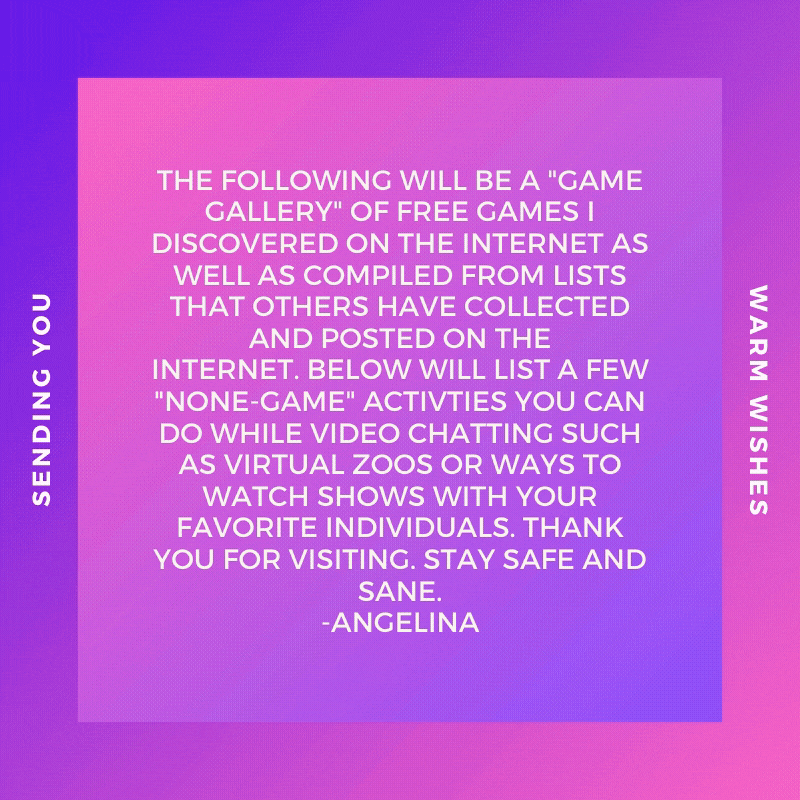 SENDING YOU
THE FOLLOWING WILL BE A "GAME
GALLERY" OF FREE GAMES I
DISCOVERED ON THE INTERNET AS
WELL AS COMPILED FROM LISTS
THAT OTHERS HAVE COLLECTED
AND POSTED ON THE
INTERNET. BELOW WILL LIST A FEW
"NONE-GAME" ACTIVTIES YOU CAN
DO WHILE VIDEO CHATTING SUCH
AS VIRTUAL ZOOS OR WAYS TO
WATCH SHOWS WITH YOUR
FAVORITE INDIVIDUALS. THANK
YOU FOR VISITING. STAY SAFE AND
SANE.
-ANGELINA
WARM WISHES